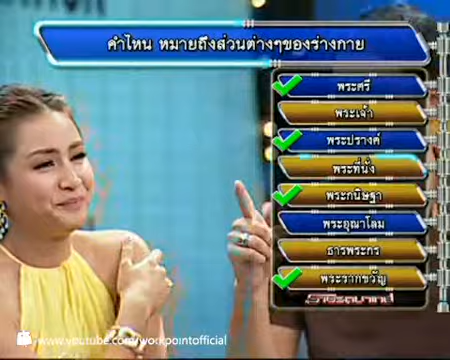 คำไหน หมายถึงส่วนต่างๆของร่างกาย
พระศรี
พระเจ้า
พระปรางค์
พระที่นั่ง
พระกนิษฐา
พระอุณาโลม
ธารพระกร
พระรากขวัญ
www.youtube.com/workpointofficial